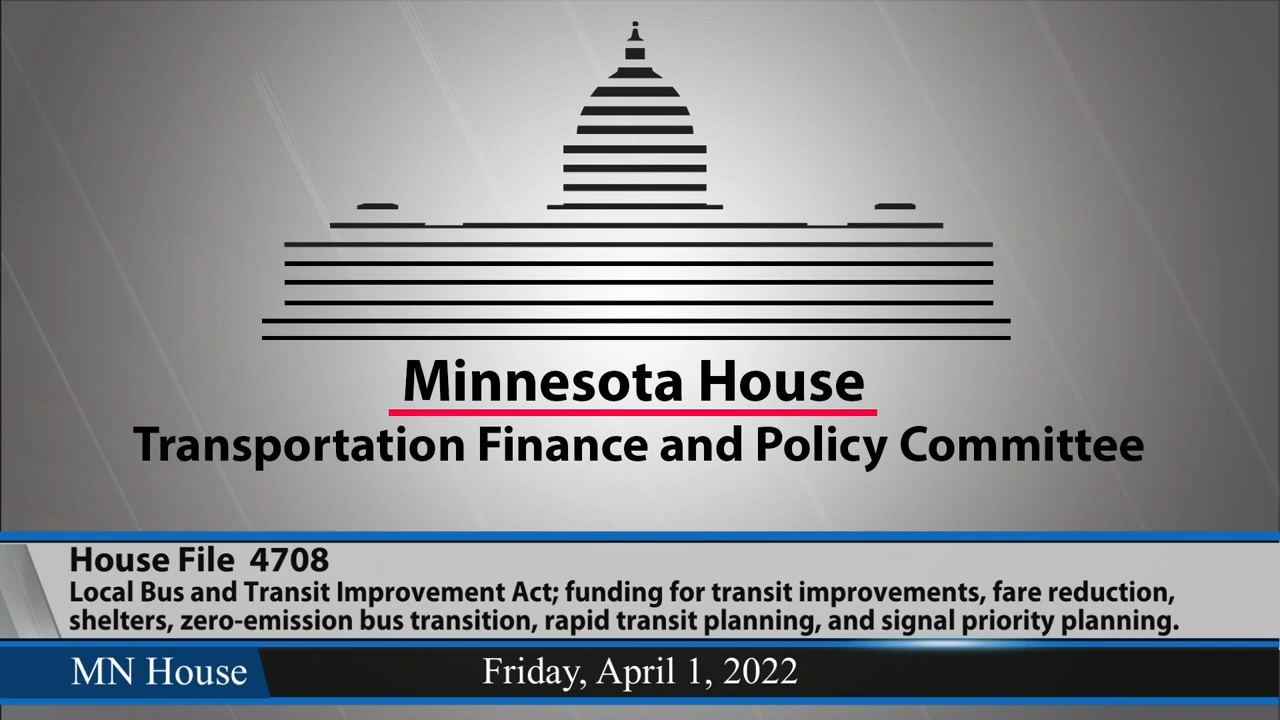 Minnesota House
Transportation Finance and Policy Committee
House File 4708
Local Bus and Transit Improvement Act; funding for transit improvements, fare reduction,
shelters, zero-emission bus transition, rapid transit planning, and signal priority planning.
MN House
Friday, April 1, 2022